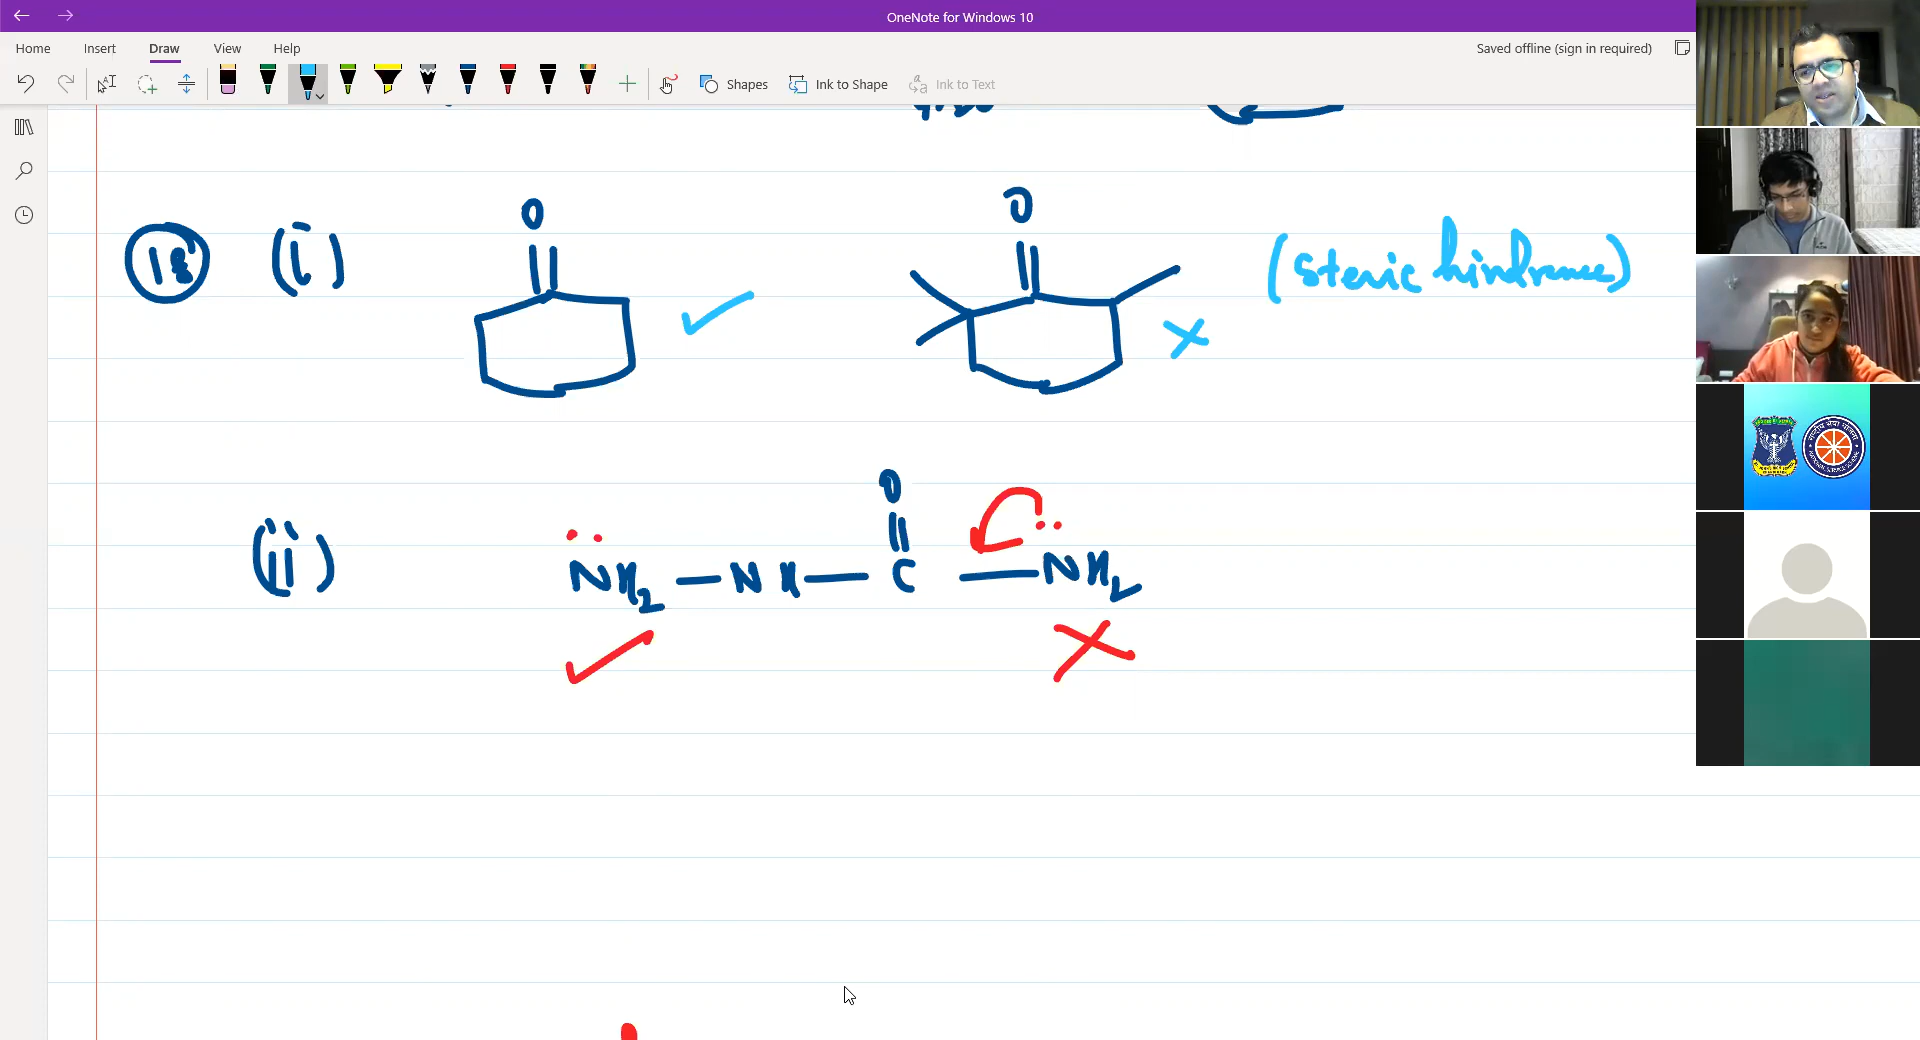 OneNote for Windows 10
Home Insert Draw View Help
Saved offline (sign in required)
Shapes Ink to Shape Ink to Text
18 (i) O O (steric hindrance)
(ii) O
NH2 — NH — C — NH2